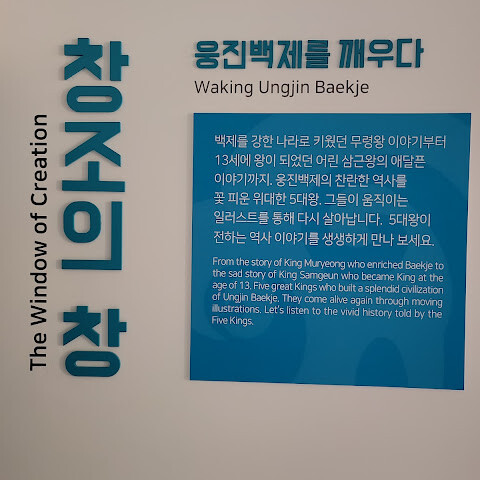 창조의 창
The Window of Creation
웅진백제를 깨우다
Waking Ungjin Baekje
백제를 강한 나라로 키웠던 무령왕 이야기부터
13세에 왕이 되었던 어린 삼근왕의 애달픈
이야기까지. 웅진백제의 찬란한 역사를
꽃 피운 위대한 5대왕. 그들이 움직이는
일러스트를 통해 다시 살아납니다. 5대왕이
전하는 역사 이야기를 생생하게 만나 보세요.
From the story of King Muryeong who enriched Baekje to
the sad story of King Samgeun who became King at the
age of 13. Five great Kings who built a splendid civilization
of Ungjin Baekje. They come alive again through moving
illustrations. Let's listen to the vivid history told by the
Five Kings.